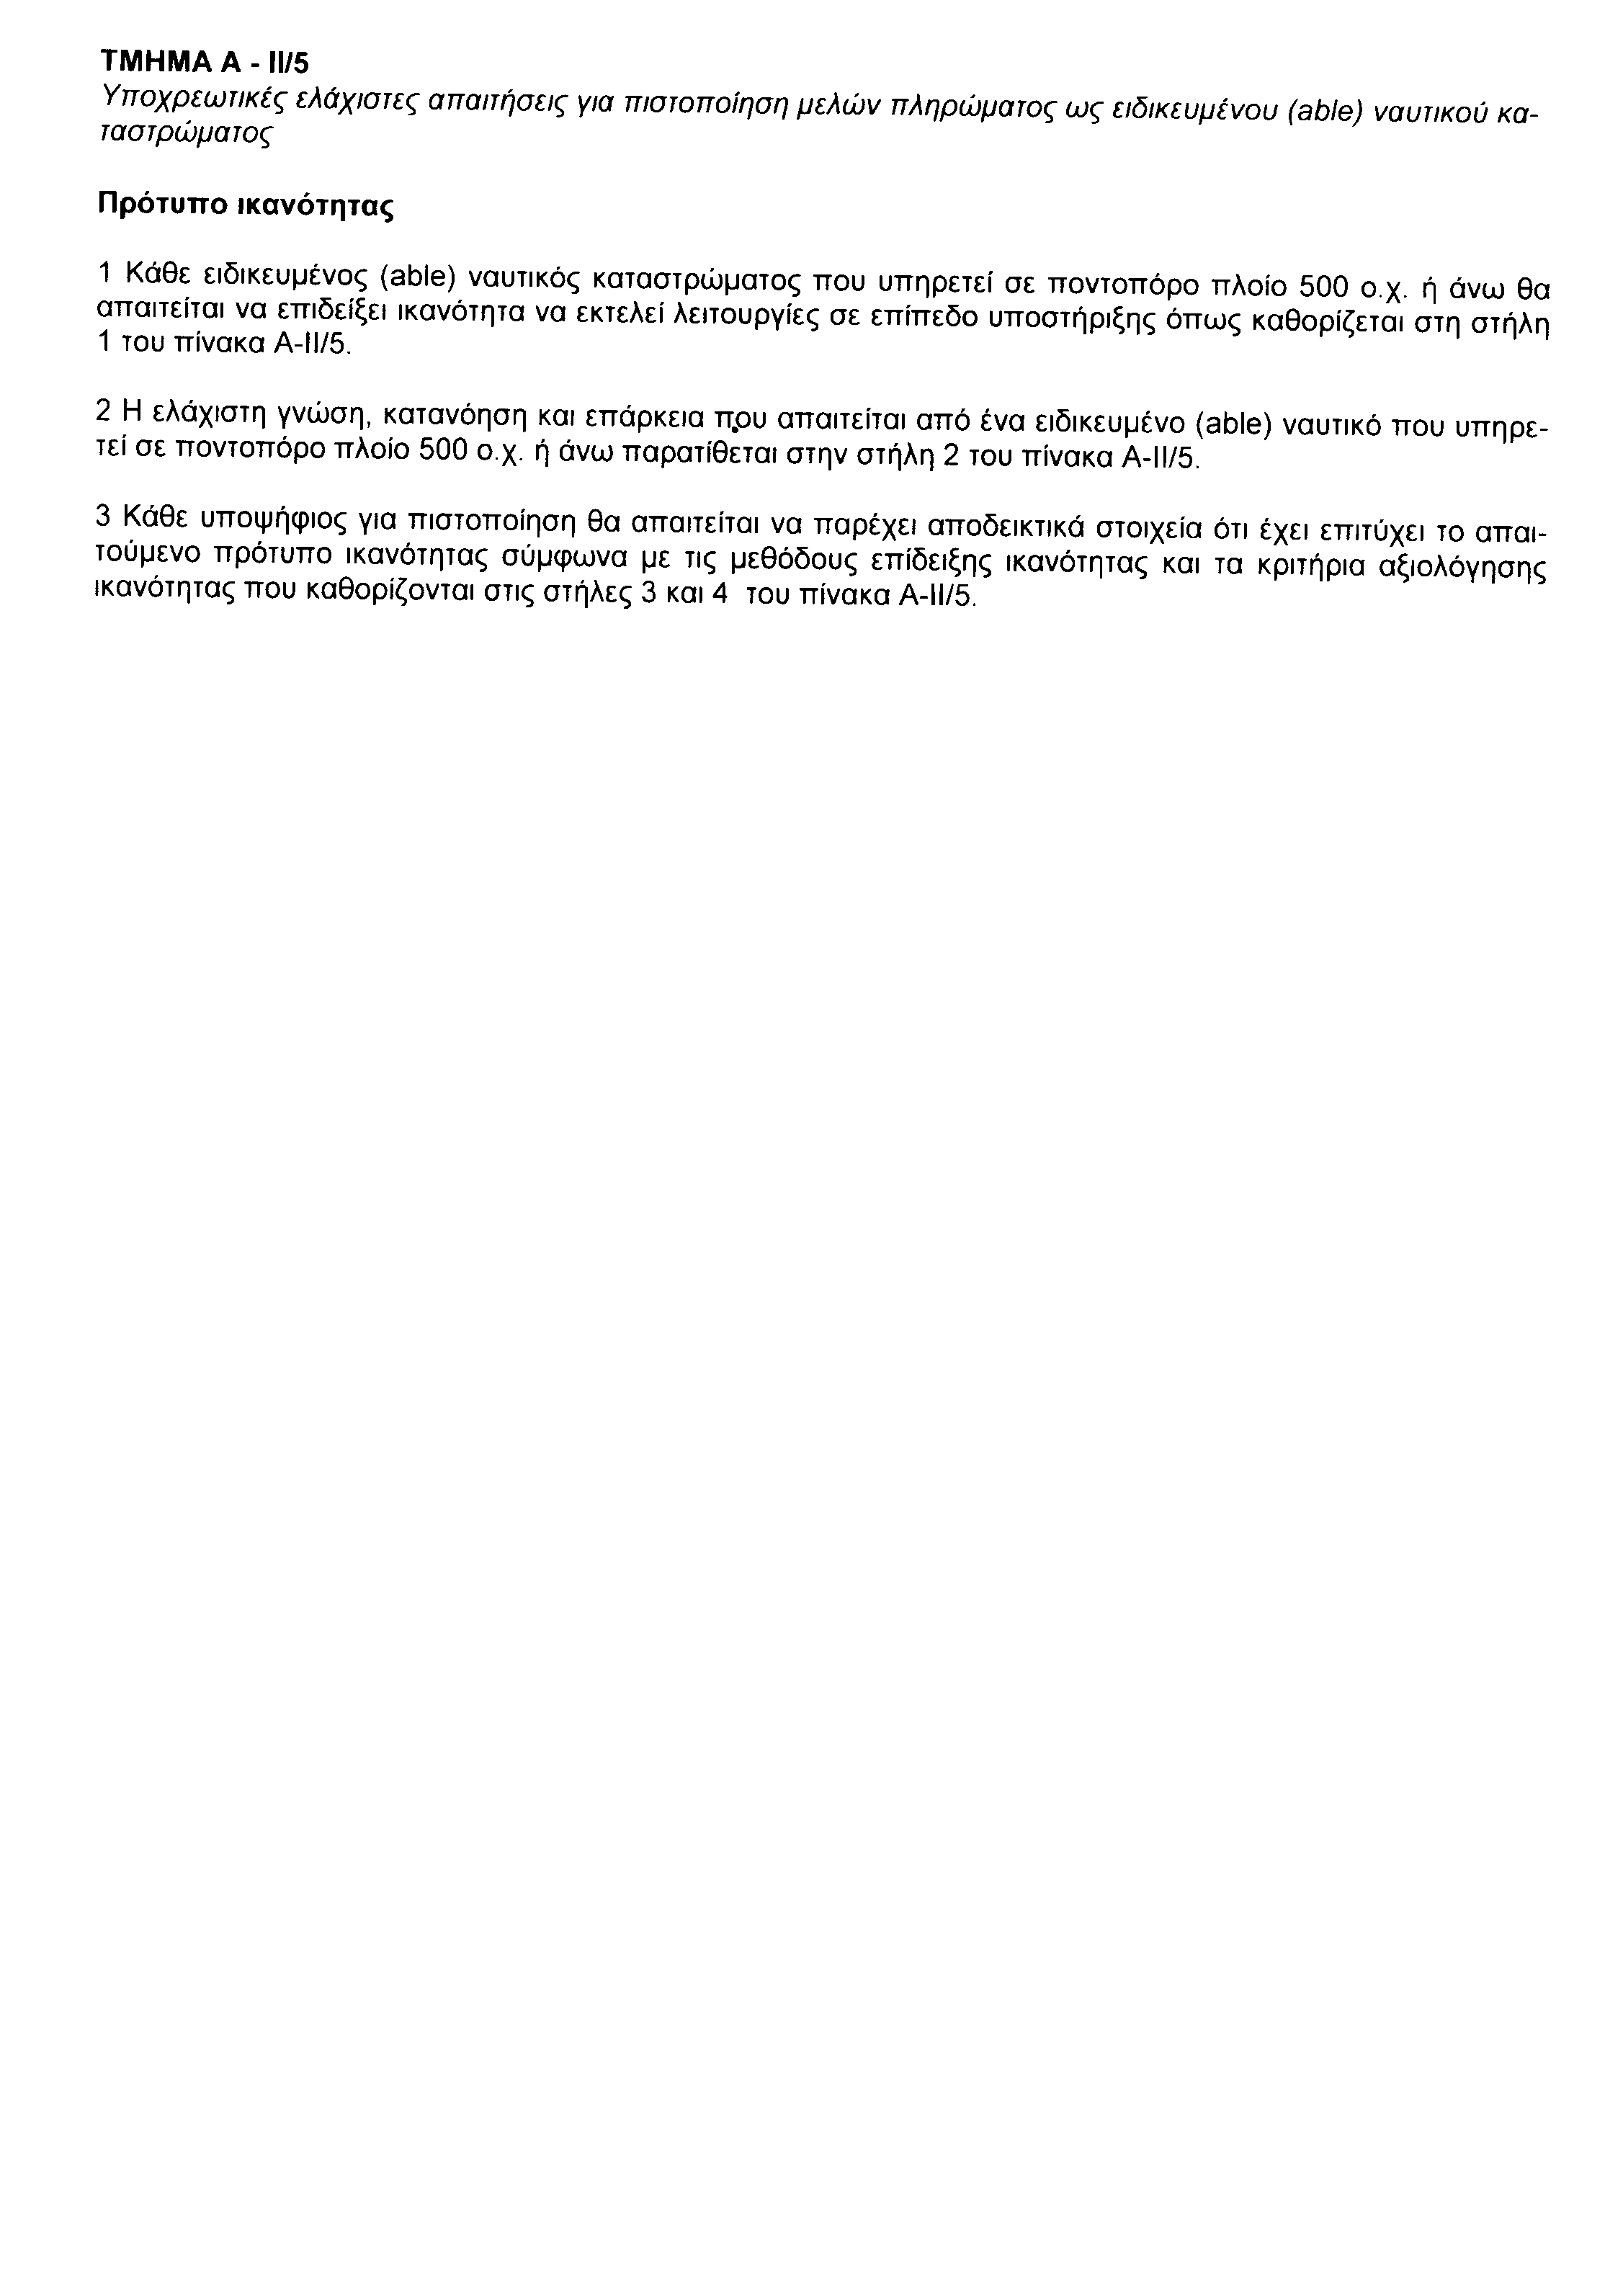 ΤΜΗΜΑ Α - ΙΙ/5
Υποχρεωτικές ελάχιστες απαιτήσεις για πιστοποίηση μελών πληρώματος ως ειδικευμένου (able) ναυτικού κα-
ταστρώματος
Πρότυπο ικανότητας
1 Κάθε ειδικευμένος (able) ναυτικός καταστρώματος που υπηρετεί σε ποντοπόρο πλοίο 500 ο.χ. ή άνω θα
απαιτείται να επιδείξει ικανότητα να εκτελεί λειτουργίες σε επίπεδο υποστήριξης όπως καθορίζεται στη στήλη
1 του πίνακα Α-ΙΙ/5.
2 Η ελάχιστη γνώση, κατανόηση και επάρκεια που απαιτείται από ένα ειδικευμένο (able) ναυτικό που υπηρε-
τεί σε ποντοπόρο πλοίο 500 ο.χ. ή άνω παρατίθεται στην στήλη 2 του πίνακα Α-ΙΙ/5.
3 Κάθε υποψήφιος για πιστοποίηση θα απαιτείται να παρέχει αποδεικτικά στοιχεία ότι έχει επιτύχει το απαι-
τούμενο πρότυπο ικανότητας σύμφωνα με τις μεθόδους επίδειξης ικανότητας και τα κριτήρια αξιολόγησης
ικανότητας που καθορίζονται στις στήλες 3 και 4 του πίνακα Α-ΙΙ/5.